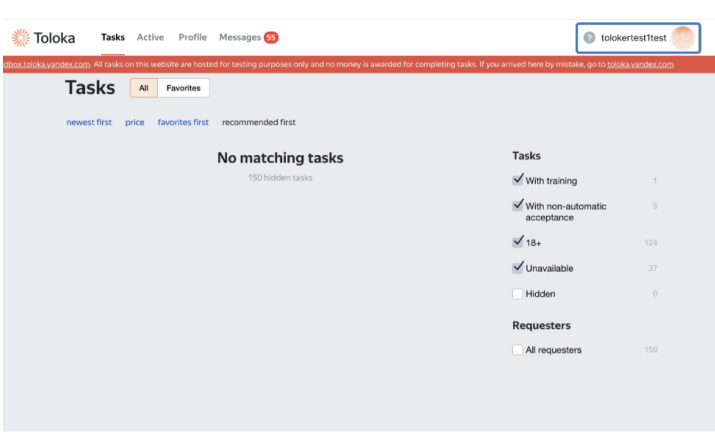 Toloka Tasks Active Profile Messages 55 ? tolokertest1test
dbox.toloka.yandex.com. All tasks on this website are hosted for testing purposes only and no money is awarded for completing tasks. If you arrived here by mistake, go to toloka.yandex.com
Tasks All Favorites
newest first price favorites first recommended first
No matching tasks
150 hidden tasks
Tasks
With training 1
With non-automatic 5
acceptance
18+ 124
Unavailable 37
Hidden 0
Requesters
All requesters 150